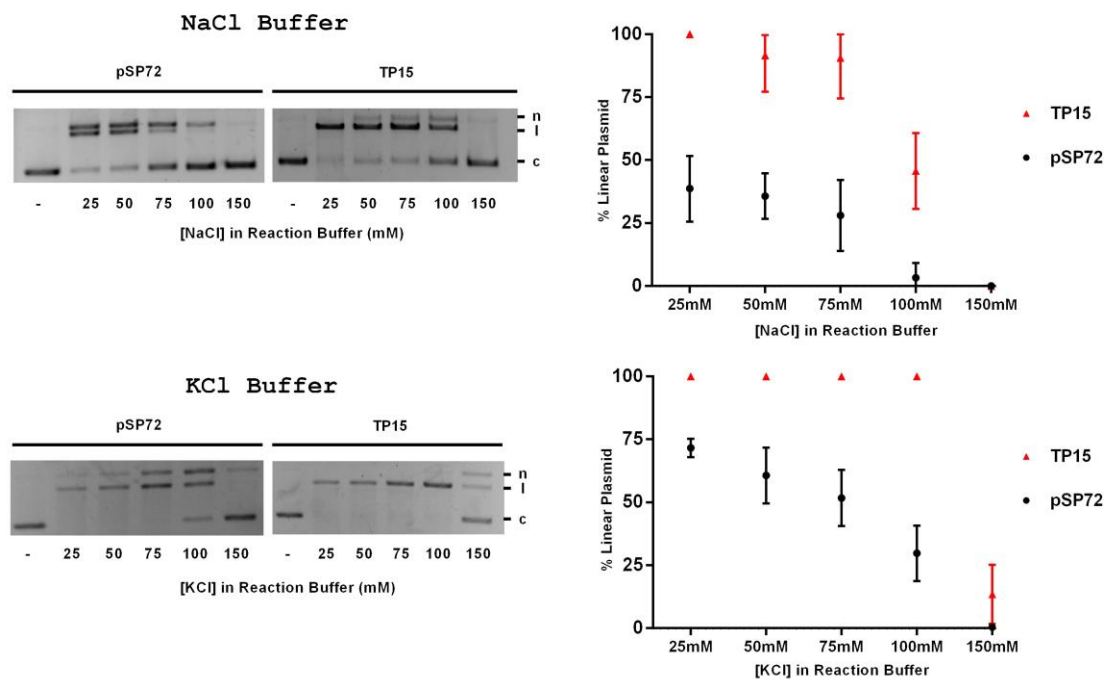 NaCl Buffer
pSP72 TP15
n
l
c
- 25 50 75 100 150 - 25 50 75 100 150
[NaCl] in Reaction Buffer (mM)
% Linear Plasmid
100
75
50
25
0
25mM 50mM 75mM 100mM 150mM
[NaCl] in Reaction Buffer
TP15
pSP72
KCl Buffer
pSP72 TP15
n
l
c
- 25 50 75 100 150 - 25 50 75 100 150
[KCl] in Reaction Buffer (mM)
% Linear Plasmid
100
75
50
25
0
25mM 50mM 75mM 100mM 150mM
[KCl] in Reaction Buffer
TP15
pSP72